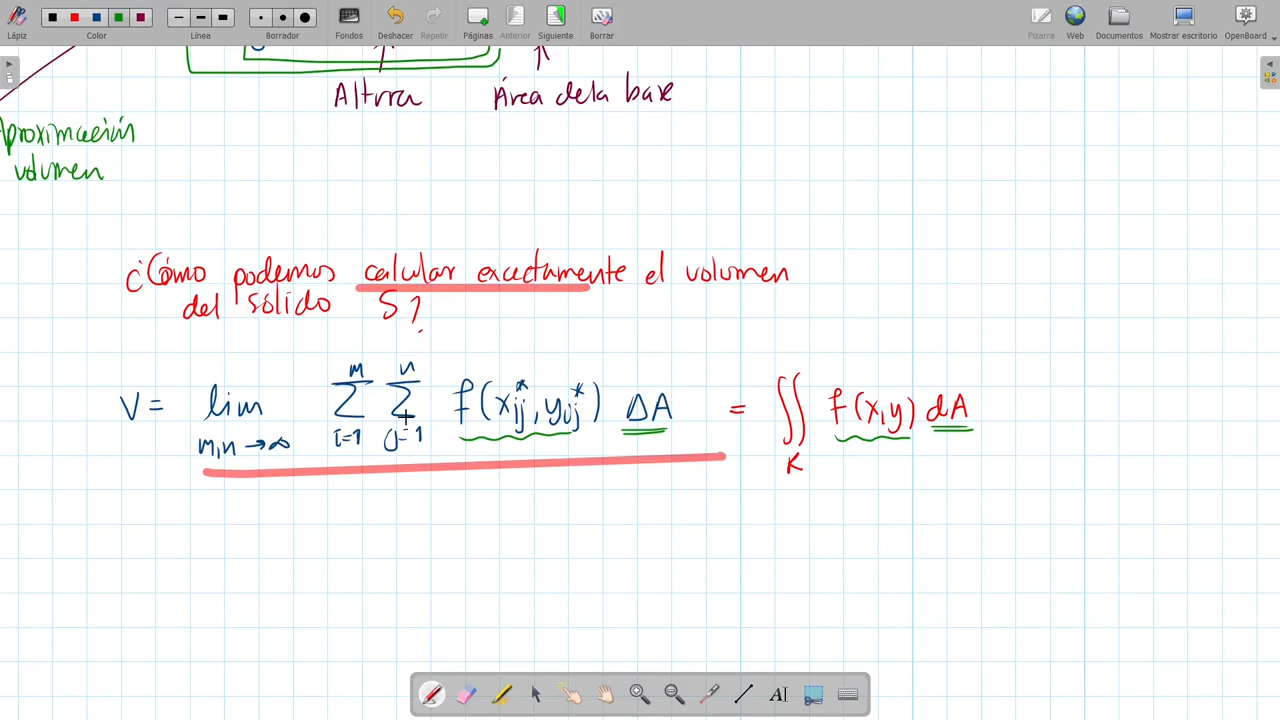 Lápiz Color Línea Borrador Fondos Deshacer Repetir Páginas Anterior Siguiente Borrar Pizarra Web Documentos Mostrar escritorio OpenBoard
Altura Área de la base
Aproximación
volumen
¿Cómo podemos calcular exactamente el volumen
del sólido S?
V = lim m,n→∞ Σ i=1 m Σ j=1 n f(x*ij, y*ij) ΔA = ∬ R f(x,y) dA
AI